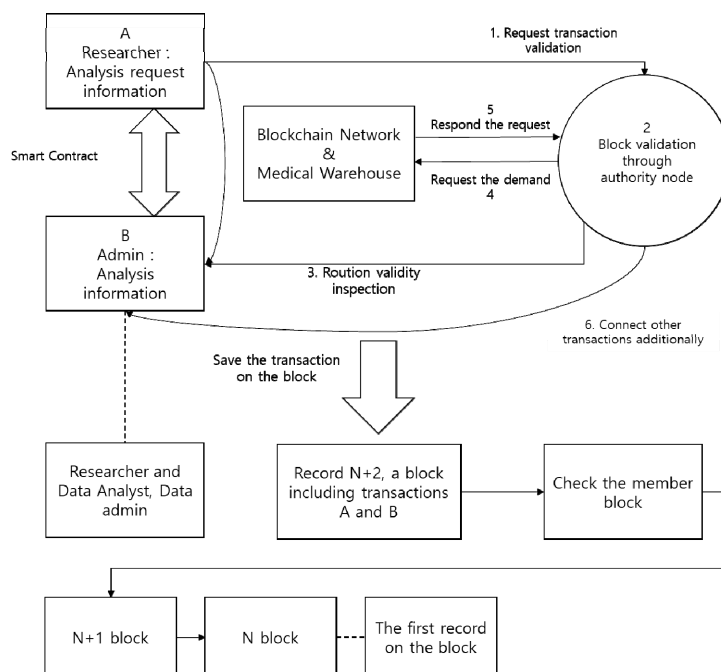 A
Researcher :
Analysis request
information
1. Request transaction
validation
Smart Contract
Blockchain Network
&
Medical Warehouse
5
Respond the request
Request the demand
4
2
Block validation
through
authority node
B
Admin :
Analysis
information
3. Roution validity
inspection
6. Connect other
transactions additionally
Save the transaction
on the block
Researcher and
Data Analyst, Data
admin
Record N+2, a block
including transactions
A and B
Check the member
block
N+1 block
N block
The first record
on the block